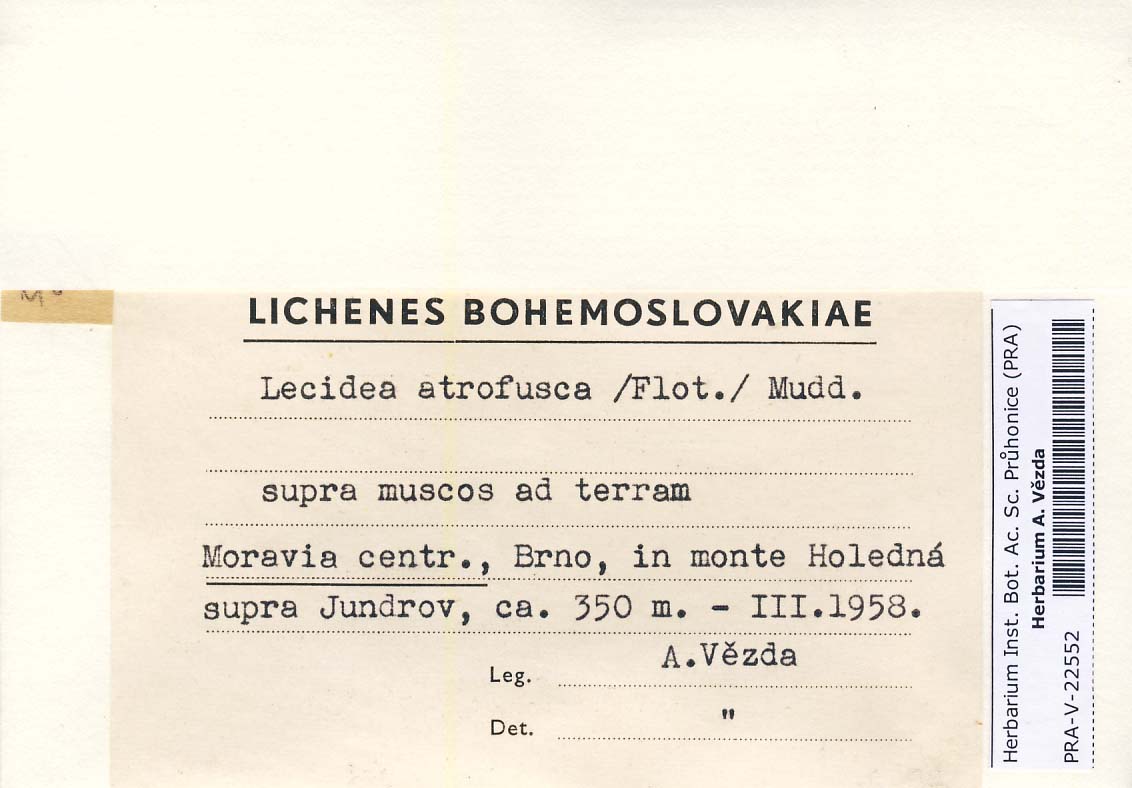 LICHENES BOHEMOSLOVAKIAE
Lecidea atrofusca /Flot./ Mudd.
supra muscos ad terram
Moravia centr., Brno, in monte Holedná
supra Jundrov, ca. 350 m. - III.1958.
Leg. A.Vězda
Det. "
Herbarium Inst. Bot. Ac. Sc. Průhonice (PRA)
Herbarium A. Vězda
PRA-V-22552